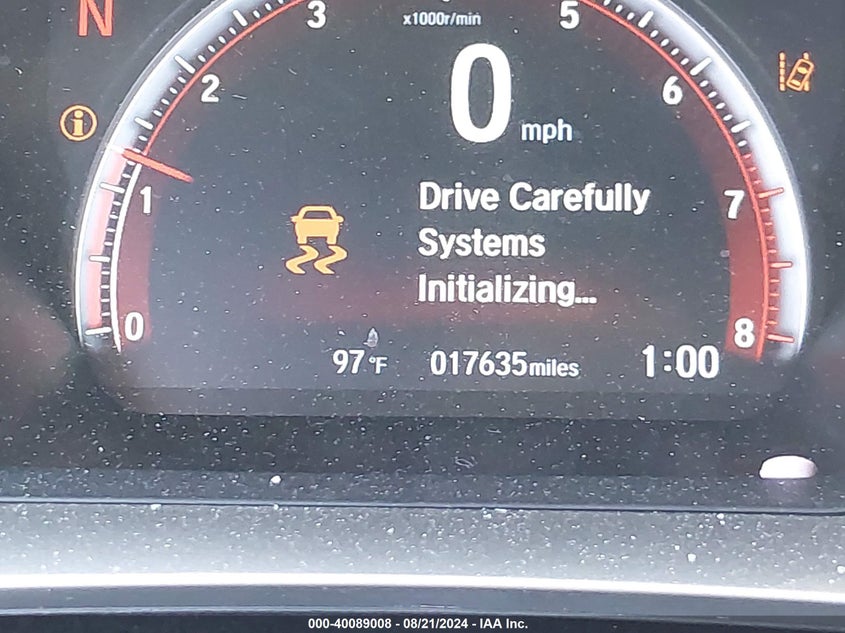 N
3
x1000r/min
5
2
0 mph
6
i
1
Drive Carefully
7
Systems
Initializing...
0
8
97°F 017635miles 1:00
000-40089008 - 08/21/2024 - IAA Inc.